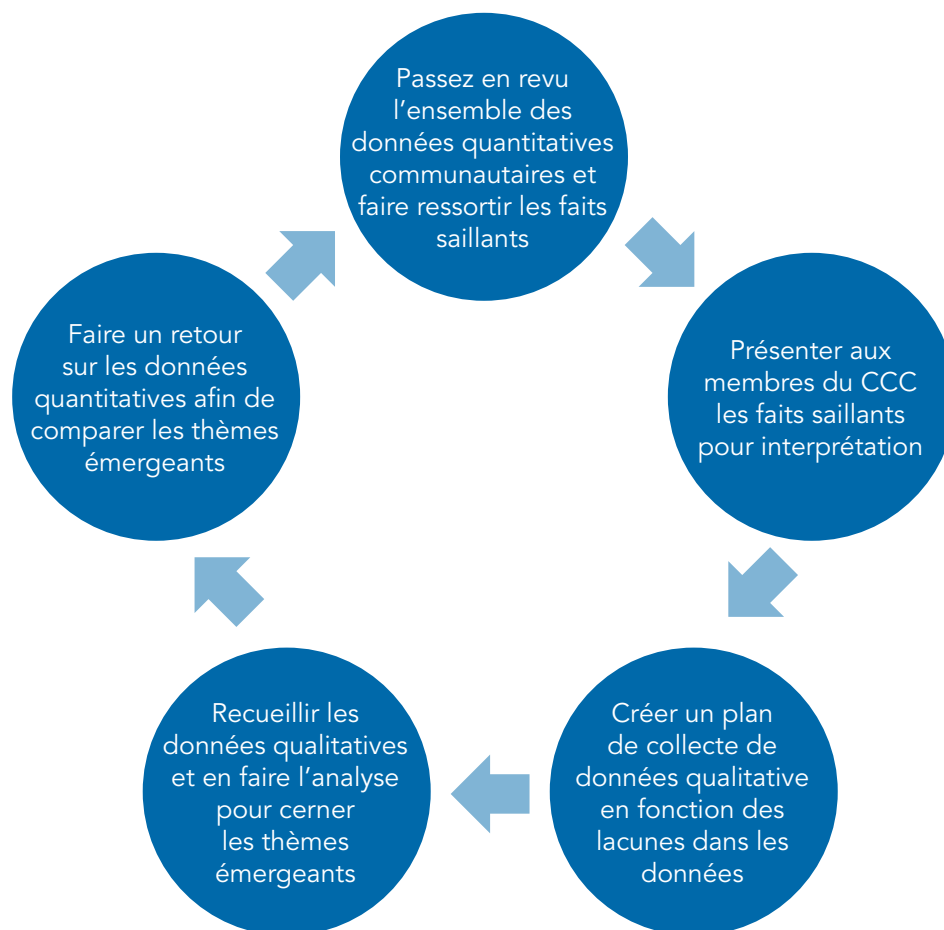 Passez en revu
l’ensemble des
données quantitatives
communautaires et
faire ressortir les faits
saillants
Présenter aux
membres du CCC
les faits saillants
pour interprétation
Créer un plan
de collecte de
données qualitative
en fonction des
lacunes dans les
données
Recueillir les
données qualitatives
et en faire l’analyse
pour cerner
les thèmes
émergeants
Faire un retour
sur les données
quantitatives afin de
comparer les thèmes
émergeants